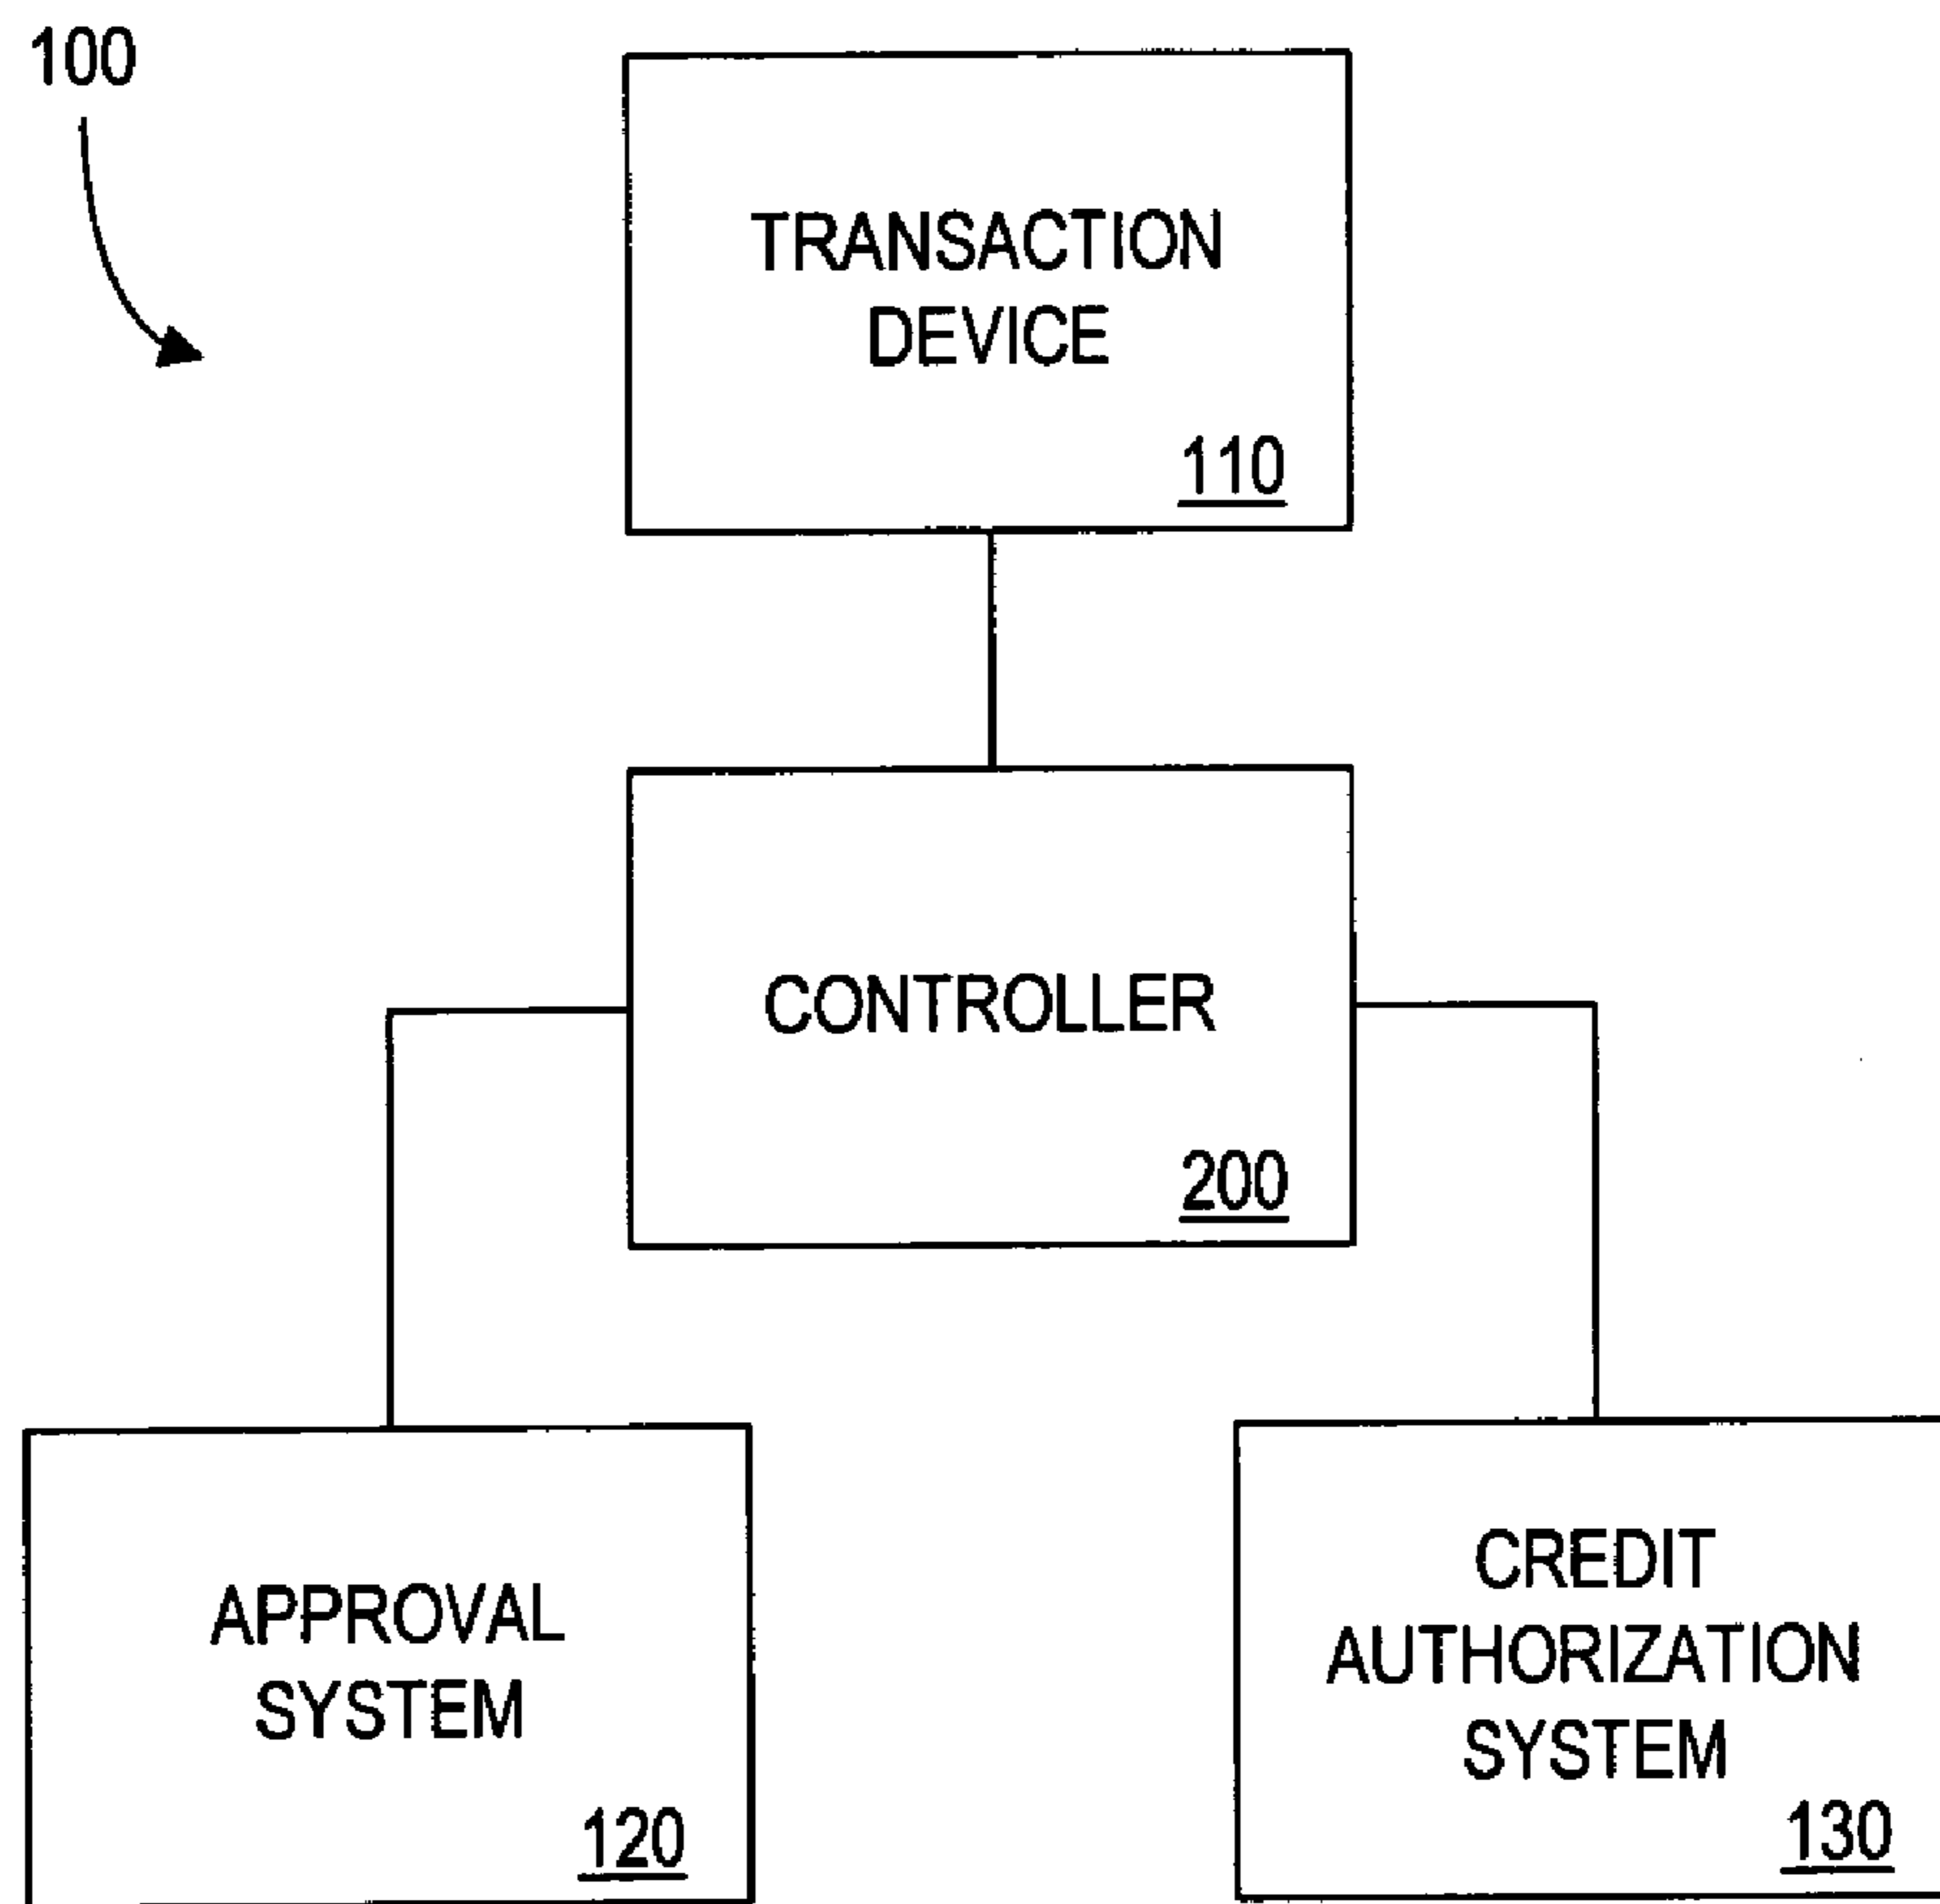 100
TRANSACTION
DEVICE
110
CONTROLLER
200
APPROVAL
SYSTEM
120
CREDIT
AUTHORIZATION
SYSTEM
130